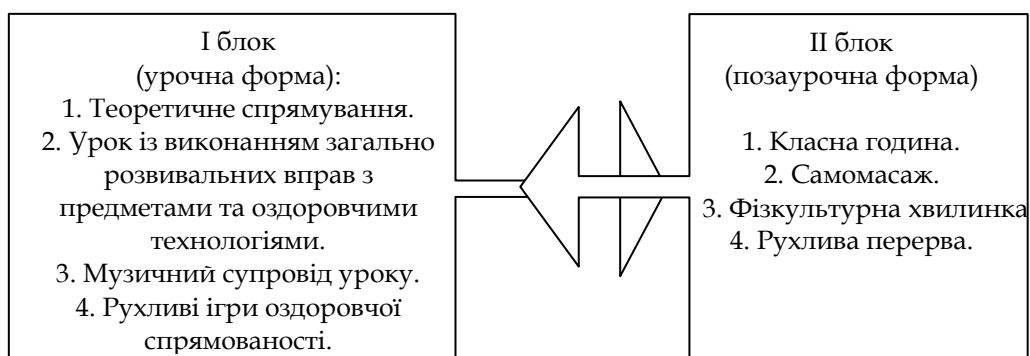 І блок
(урочна форма):
1. Теоретичне спрямування.
2. Урок із виконанням загально
розвивальних вправ з
предметами та оздоровчими
технологіями.
3. Музичний супровід уроку.
4. Рухливі ігри оздоровчої
спрямованості.
ІІ блок
(позаурочна форма)
1. Класна година.
2. Самомасаж.
3. Фізкультурна хвилинка
4. Рухлива перерва.